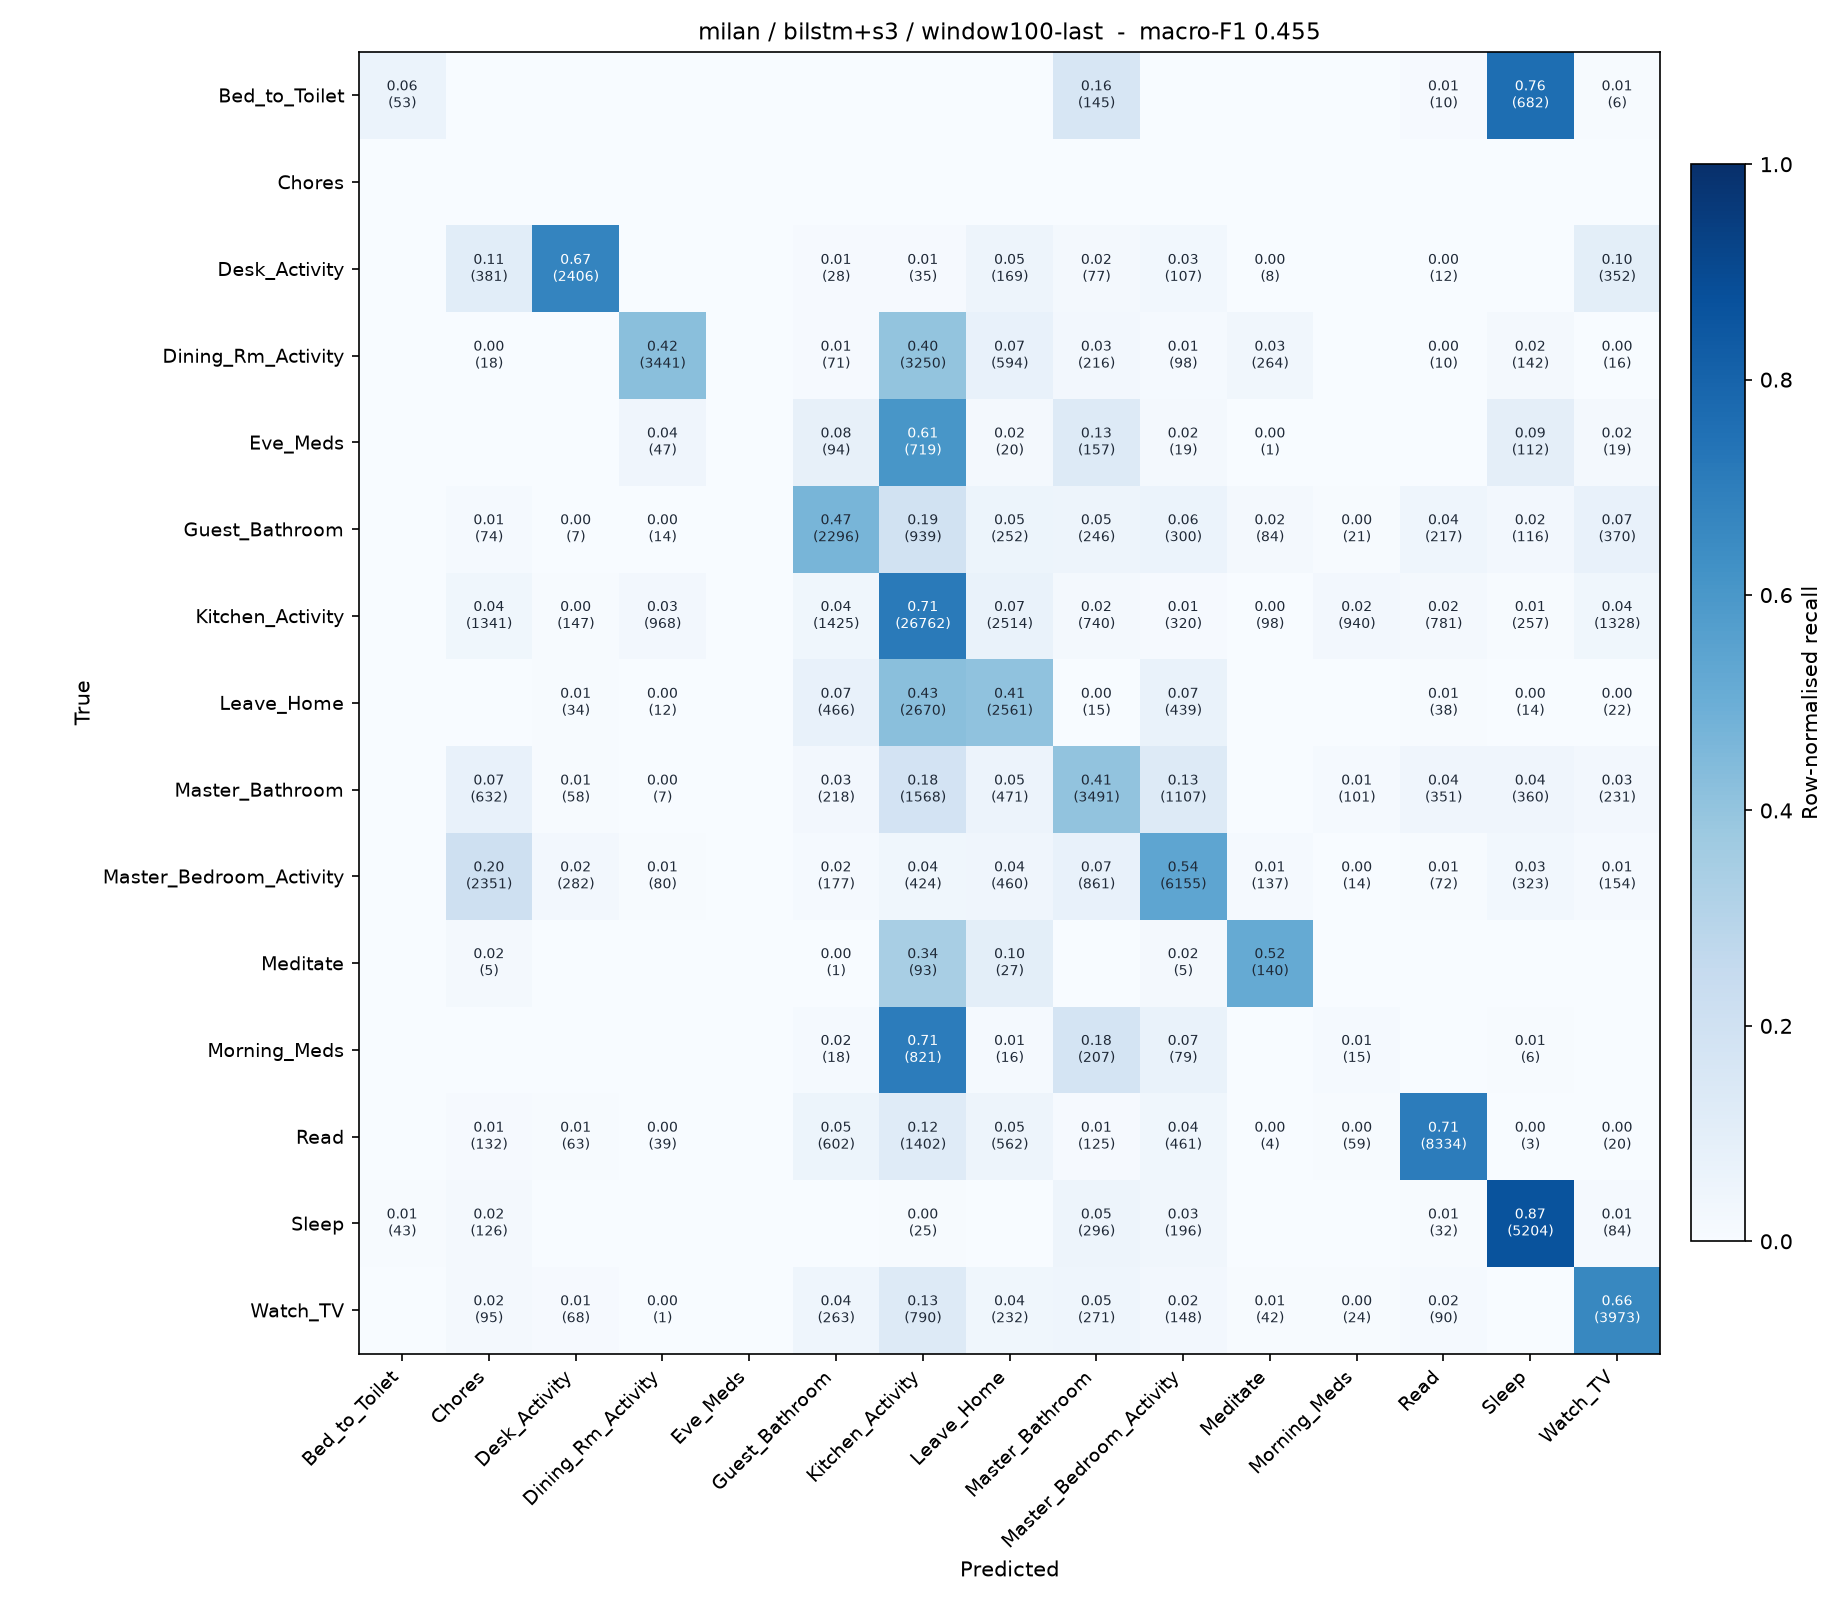 milan / bilstm+s3 / window100-last  -  macro-F1 0.455
Bed_to_Toilet 0.06 0.16 0.01 0.76 0.01
(53) (145) (10) (682) (6)
Chores
Desk_Activity 0.11 0.67 0.01 0.01 0.05 0.02 0.03 0.00 0.00 0.10
(381) (2406) (28) (35) (169) (77) (107) (8) (12) (352)
Dining_Rm_Activity 0.00 0.42 0.01 0.40 0.07 0.03 0.01 0.03 0.00 0.02 0.00
(18) (3441) (71) (3250) (594) (216) (98) (264) (10) (142) (16)
Eve_Meds 0.04 0.08 0.61 0.02 0.13 0.02 0.00 0.09 0.02
(47) (94) (719) (20) (157) (19) (1) (112) (19)
Guest_Bathroom 0.01 0.00 0.00 0.47 0.19 0.05 0.05 0.06 0.02 0.00 0.04 0.02 0.07
(74) (7) (14) (2296) (939) (252) (246) (300) (84) (21) (217) (116) (370)
Kitchen_Activity 0.04 0.00 0.03 0.04 0.71 0.07 0.02 0.01 0.00 0.02 0.02 0.01 0.04
(1341) (147) (968) (1425) (26762) (2514) (740) (320) (98) (940) (781) (257) (1328)
Leave_Home 0.01 0.00 0.07 0.43 0.41 0.00 0.07 0.01 0.00 0.00
(34) (12) (466) (2670) (2561) (15) (439) (38) (14) (22)
Master_Bathroom 0.07 0.01 0.00 0.03 0.18 0.05 0.41 0.13 0.01 0.04 0.04 0.03
(632) (58) (7) (218) (1568) (471) (3491) (1107) (101) (351) (360) (231)
Master_Bedroom_Activity 0.20 0.02 0.01 0.02 0.04 0.04 0.07 0.54 0.01 0.00 0.01 0.03 0.01
(2351) (282) (80) (177) (424) (460) (861) (6155) (137) (14) (72) (323) (154)
Meditate 0.02 0.00 0.34 0.10 0.02 0.52
(5) (1) (93) (27) (5) (140)
Morning_Meds 0.02 0.71 0.01 0.18 0.07 0.01 0.01
(18) (821) (16) (207) (79) (15) (6)
Read 0.01 0.01 0.00 0.05 0.12 0.05 0.01 0.04 0.00 0.00 0.71 0.00 0.00
(132) (63) (39) (602) (1402) (562) (125) (461) (4) (59) (8334) (3) (20)
Sleep 0.01 0.02 0.00 0.05 0.03 0.01 0.87 0.01
(43) (126) (25) (296) (196) (32) (5204) (84)
Watch_TV 0.02 0.01 0.00 0.04 0.13 0.04 0.05 0.02 0.01 0.00 0.02 0.66
(95) (68) (1) (263) (790) (232) (271) (148) (42) (24) (90) (3973)
True
Bed_to_Toilet
Chores
Desk_Activity
Dining_Rm_Activity
Eve_Meds
Guest_Bathroom
Kitchen_Activity
Leave_Home
Master_Bathroom
Master_Bedroom_Activity
Meditate
Morning_Meds
Read
Sleep
Watch_TV
Predicted
1.0
0.8
0.6
0.4
0.2
0.0
Row-normalised recall